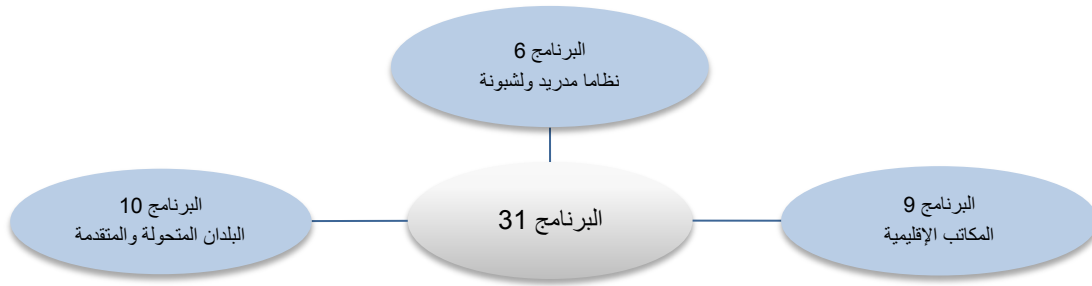 البرنامج 6
نظاما مدريد ولشبونة
البرنامج 9
المكاتب الإقليمية
البرنامج 31
البرنامج 10
البلدان المتحولة والمتقدمة